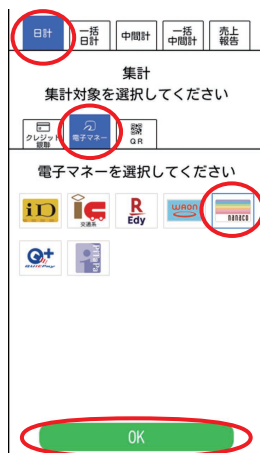 日計
一括
日計
中間計
一括
中間計
売上
報告
集計
集計対象を選択してください
クレジット
銀聯
電子マネー
QR
電子マネーを選択してください
iD
IC
交通系
R
Edy
WAON
nanaco
Q+
QUICPay
PiTaPa
OK